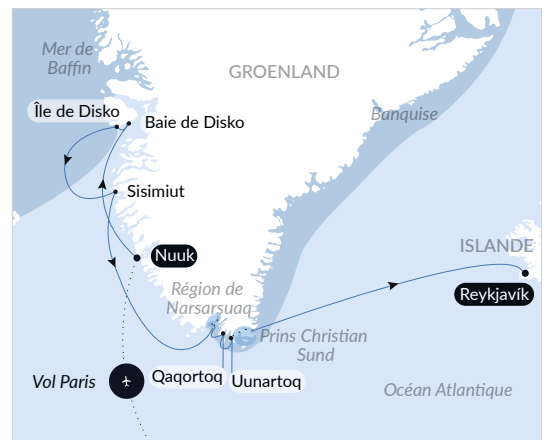 Mer de
Baffin
GROENLAND
Île de Disko
Baie de Disko
Banquise
Sisimiut
Nuuk
ISLANDE
Reykjavík
Région de
Narsarsuaq
Prins Christian
Sund
Qaqortoq
Uunartoq
Vol Paris
Océan Atlantique